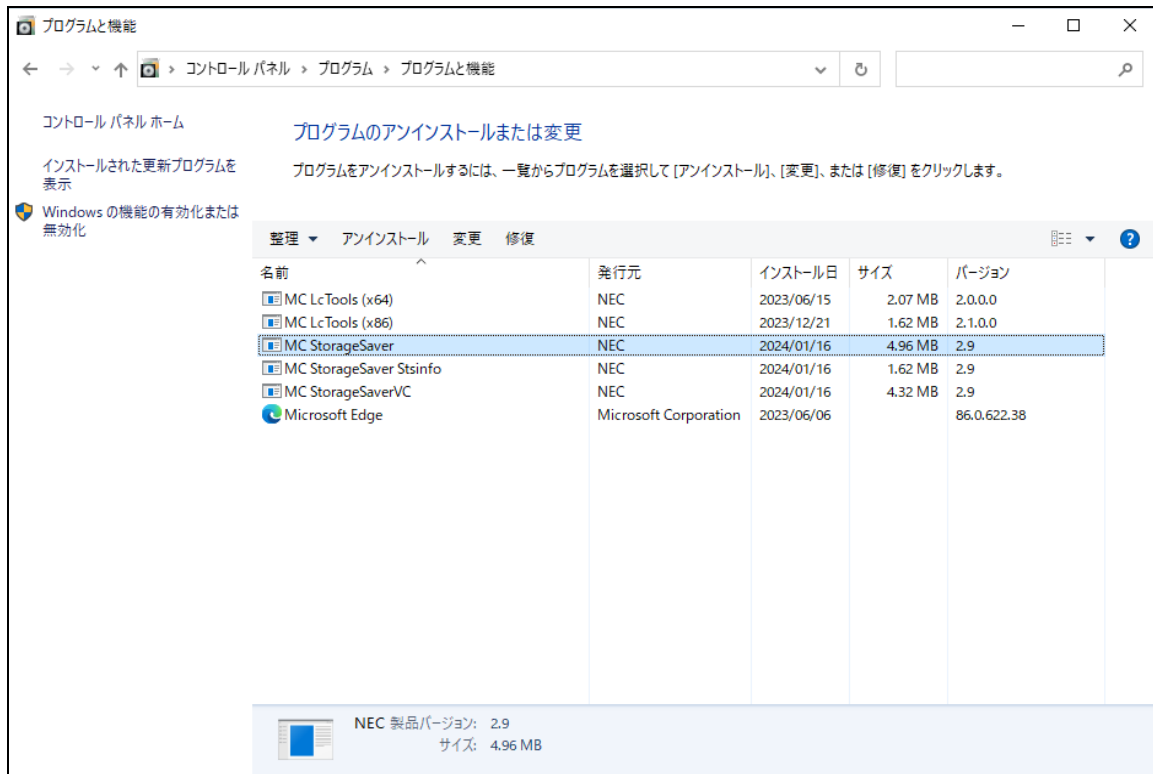 プログラムと機能
コントロール パネル › プログラム › プログラムと機能
コントロール パネル ホーム
インストールされた更新プログラムを
表示
Windows の機能の有効化または
無効化
プログラムのアンインストールまたは変更
プログラムをアンインストールするには、一覧からプログラムを選択して [アンインストール]、[変更]、または [修復] をクリックします。
整理 アンインストール 変更 修復
名前 発行元 インストール日 サイズ バージョン
MC LcTools (x64) NEC 2023/06/15 2.07 MB 2.0.0.0
MC LcTools (x86) NEC 2023/12/21 1.62 MB 2.1.0.0
MC StorageSaver NEC 2024/01/16 4.96 MB 2.9
MC StorageSaver Stsinfo NEC 2024/01/16 1.62 MB 2.9
MC StorageSaverVC NEC 2024/01/16 4.32 MB 2.9
Microsoft Edge Microsoft Corporation 2023/06/06 86.0.622.38
NEC 製品バージョン: 2.9
サイズ: 4.96 MB